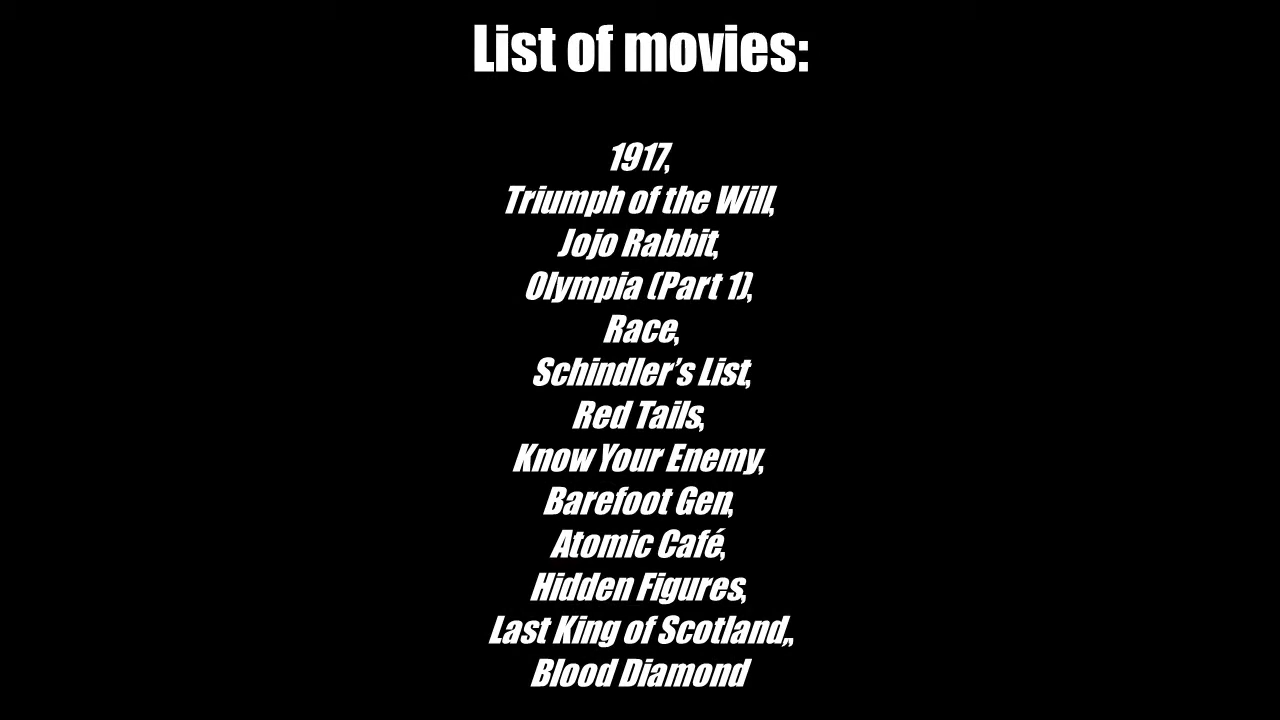 List of movies:
1917,
Triumph of the Will,
Jojo Rabbit,
Olympia (Part 1),
Race,
Schindler’s List,
Red Tails,
Know Your Enemy,
Barefoot Gen,
Atomic Café,
Hidden Figures,
Last King of Scotland,,
Blood Diamond